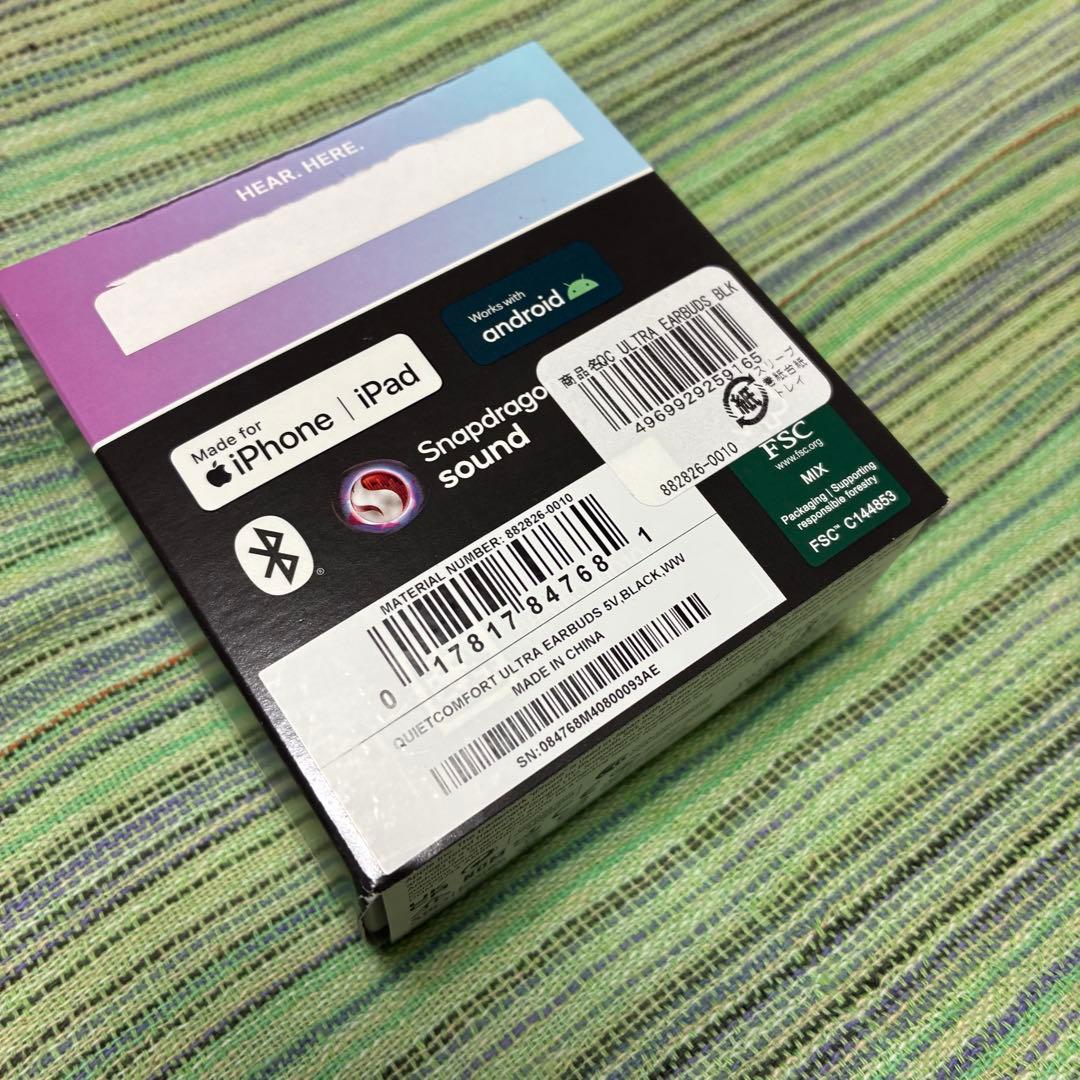 HEAR. HERE.
Works with
android
Made for
iPhone | iPad
Snapdrago
sound
商品名QC ULTRA EARBUDS BLK
4969929259165
紙
スリーブ
巻紙台紙
トレイ
882826-0010
FSC
www.fsc.org
MIX
Packaging | Supporting
responsible forestry
FSC™ C144853
MATERIAL NUMBER: 882826-0010
0 17817 84768 1
QUIETCOMFORT ULTRA EARBUDS 5V,BLACK,WW
MADE IN CHINA
SN:084768M40800093AE